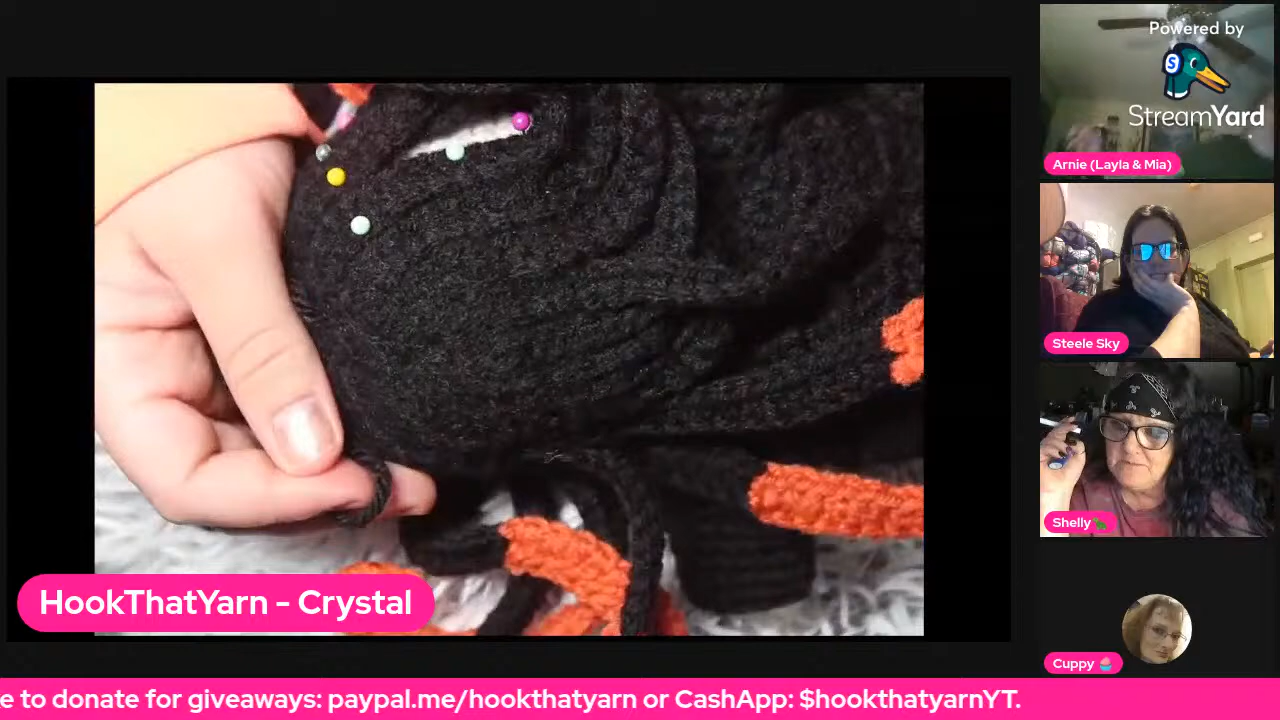 Powered by
StreamYard
Arnie (Layla & Mia)
Steele Sky
Shelly🦎
Cuppy 🧁
HookThatYarn - Crystal
e to donate for giveaways: paypal.me/hookthatyarn or CashApp: $hookthatyarnYT.